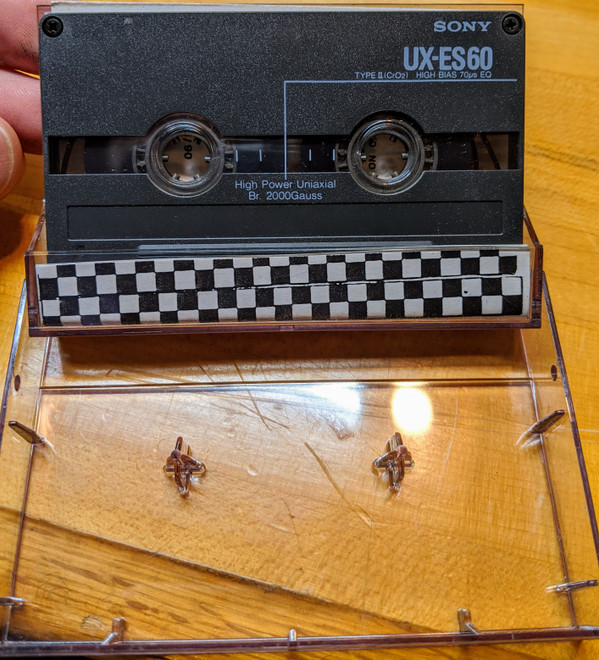 SONY
UX-ES60
TYPE II (CrO₂) HIGH BIAS 70μs EQ
High Power Uniaxial
Br. 2000Gauss